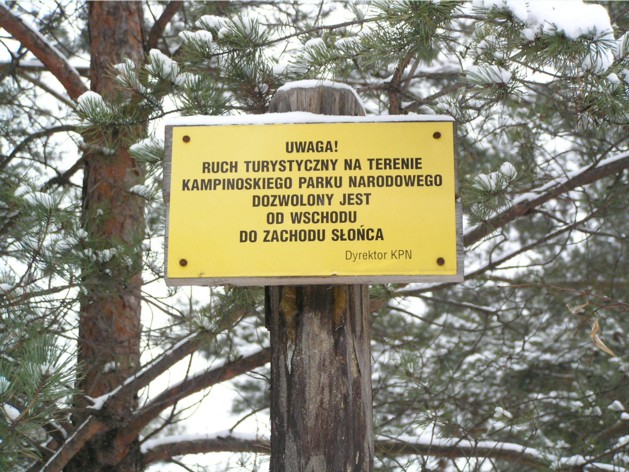 UWAGA!
RUCH TURYSTYCZNY NA TERENIE
KAMPINOSKIEGO PARKU NARODOWEGO
DOZWOLONY JEST
OD WSCHODU
DO ZACHODU SŁOŃCA
Dyrektor KPN